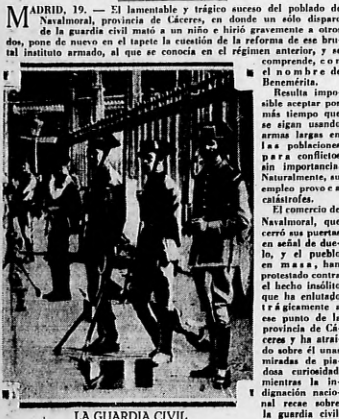 MADRID, 19. — El lamentable y trágico suceso del poblado de
Navalmoral, provincia de Cáceres, en donde un sólo disparo
de la guardia civil mató a un niño e hirió gravemente a otros
dos, pone de nuevo en el tapete la cuestión de la reforma de ese bru-
tal instituto armado, al que se conocía en el régimen anterior, y se
comprende, con
el nombre de
Benemérita.
Resulta impo-
sible aceptar por
más tiempo que
se sigan usando
armas largas en
las poblaciones
para conflictos
sin importancia.
Naturalmente, su
empleo provoca
catástrofes.
El comercio de
Navalmoral, que
cerró sus puertas
en señal de due-
lo, y el pueblo
en masa, han
protestado contra
el hecho insólito
que ha enlutado
trágicamente a
ese punto de la
provincia de Cá-
ceres y ha atraí-
do sobre él unas
miradas de pia-
dosa curiosidad
mientras la in-
dignación nacio-
nal recae sobre
la guardia civil
LA GUARDIA CIVIL